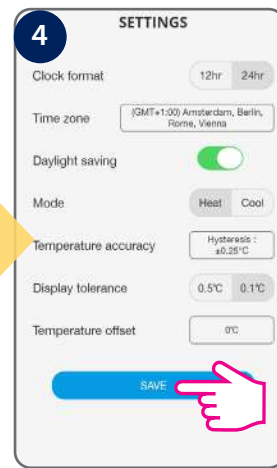 4
SETTINGS
Clock format 12hr 24hr
Time zone (GMT+1:00) Amsterdam, Berlin,
Rome, Vienna
Daylight saving
Mode Heat Cool
Temperature accuracy Hysteresis :
±0.25°C
Display tolerance 0.5°C 0.1°C
Temperature offset 0°C
SAVE